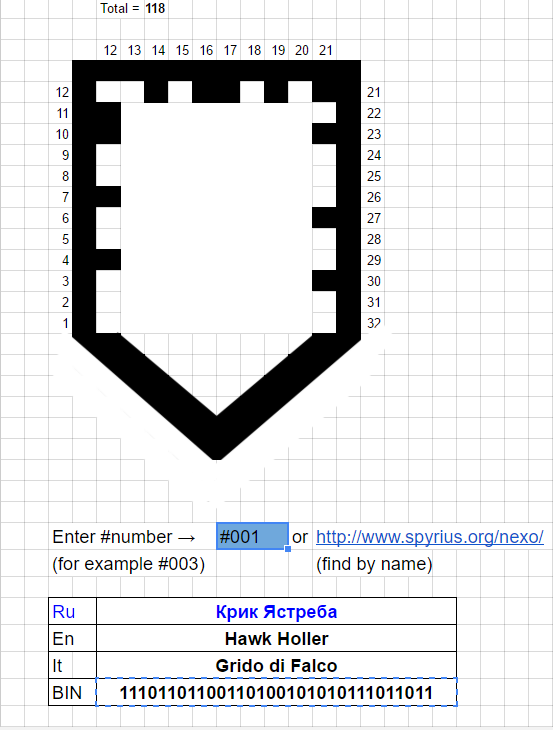 Total = 118
12 13 14 15 16 17 18 19 20 21
12 21
11 22
10 23
9 24
8 25
7 26
6 27
5 28
4 29
3 30
2 31
1 32
Enter #number → #001 or http://www.spyrius.org/nexo/
(for example #003) (find by name)
Ru Крик Ястреба
En Hawk Holler
It Grido di Falco
BIN 11101101100110100101010111011011